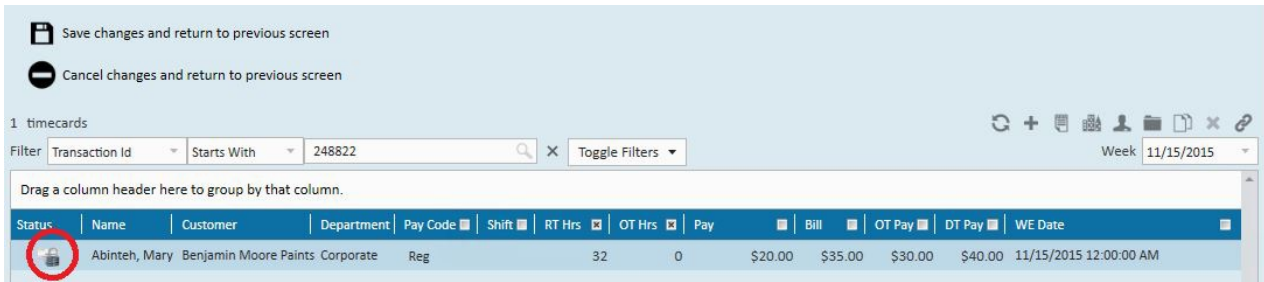 Save changes and return to previous screen
Cancel changes and return to previous screen
1 timecards
Filter Transaction Id Starts With 248822 Toggle Filters Week 11/15/2015
Drag a column header here to group by that column.
Status Name Customer Department Pay Code Shift RT Hrs OT Hrs Pay Bill OT Pay DT Pay WE Date
Abinteh, Mary Benjamin Moore Paints Corporate Reg 32 0 $20.00 $35.00 $30.00 $40.00 11/15/2015 12:00:00 AM